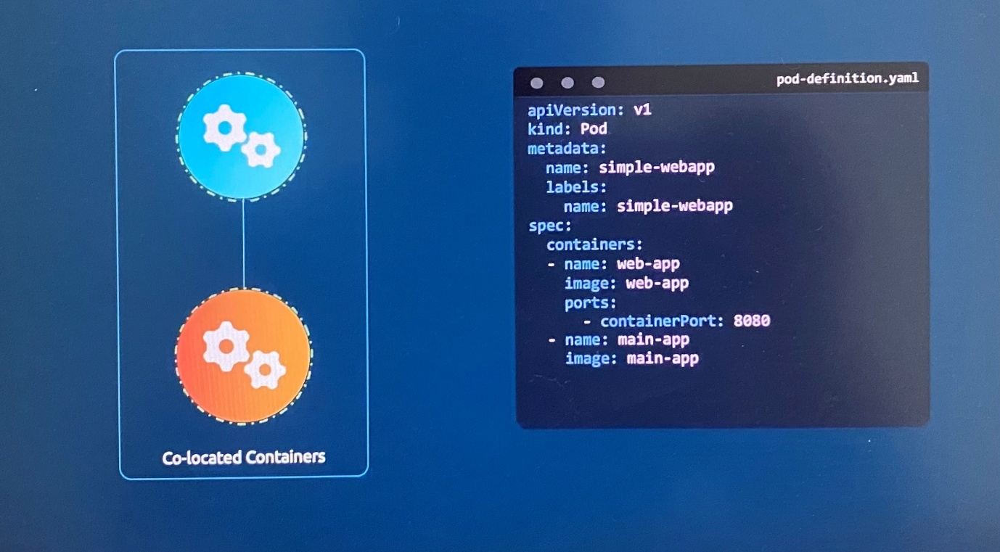 Co-located Containers
pod-definition.yaml
apiVersion: v1
kind: Pod
metadata:
  name: simple-webapp
  labels:
    name: simple-webapp
spec:
  containers:
  - name: web-app
    image: web-app
    ports:
      - containerPort: 8080
  - name: main-app
    image: main-app